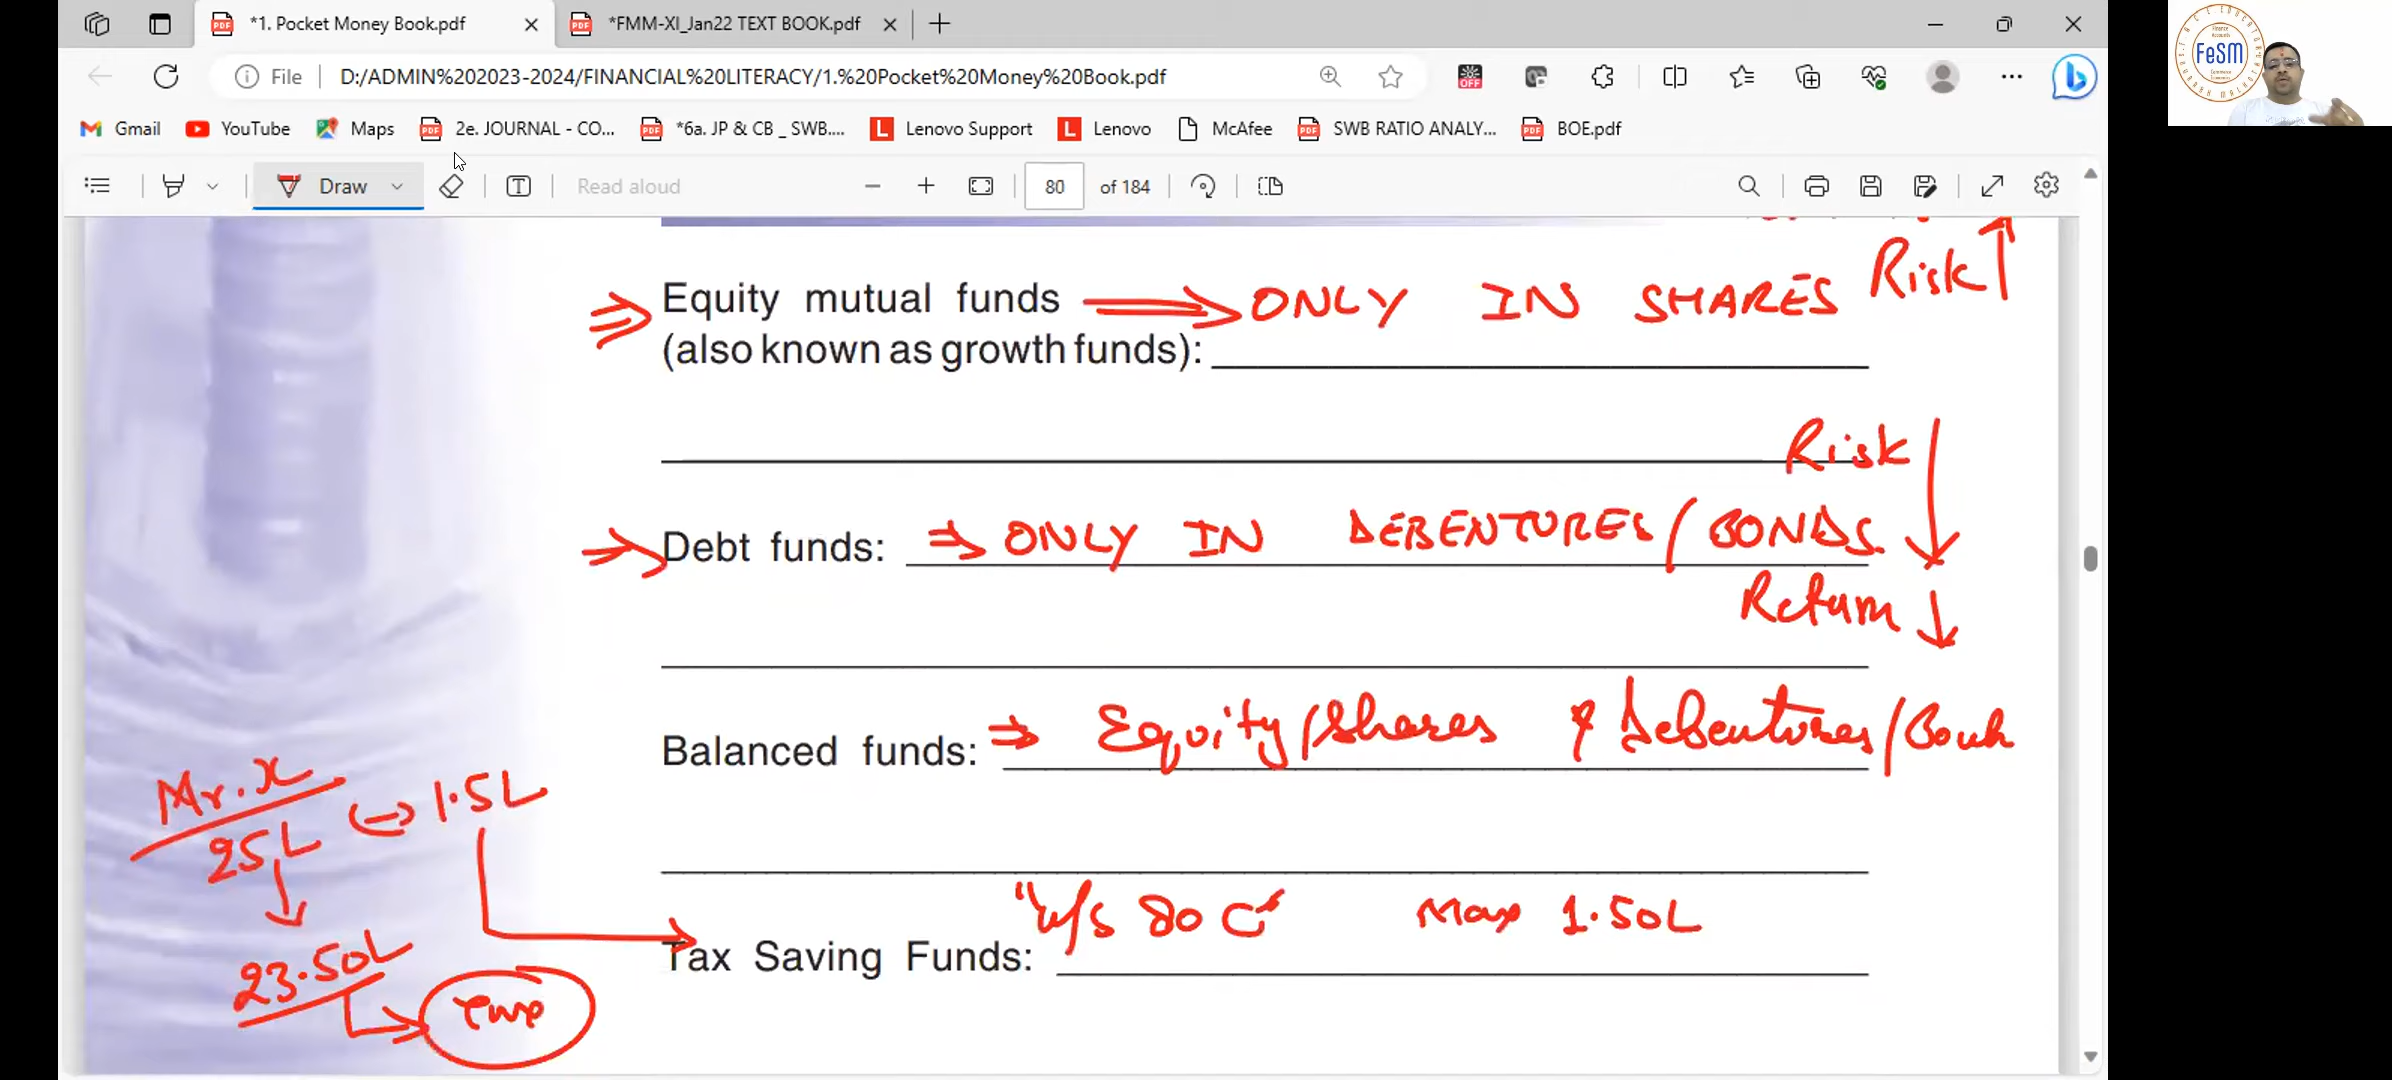 *1. Pocket Money Book.pdf
*FMM-XI_Jan22 TEXT BOOK.pdf
File D:/ADMIN%202023-2024/FINANCIAL%20LITERACY/1.%20Pocket%20Money%20Book.pdf
OFF
Gmail YouTube Maps 2e. JOURNAL - CO... *6a. JP & CB _ SWB.... Lenovo Support Lenovo McAfee SWB RATIO ANALY... BOE.pdf
Draw Read aloud 80 of 184
FeSM
Risk
Equity mutual funds ONLY IN SHARES
(also known as growth funds):
Risk
Debt funds: ONLY IN DEBENTURES/BONDS
Return
Balanced funds: Equity/Shares & Debentures/
Mr. X
25L (-) 1.5L
"u/s 80 C" Max 1.50L
Tax Saving Funds:
23.50L